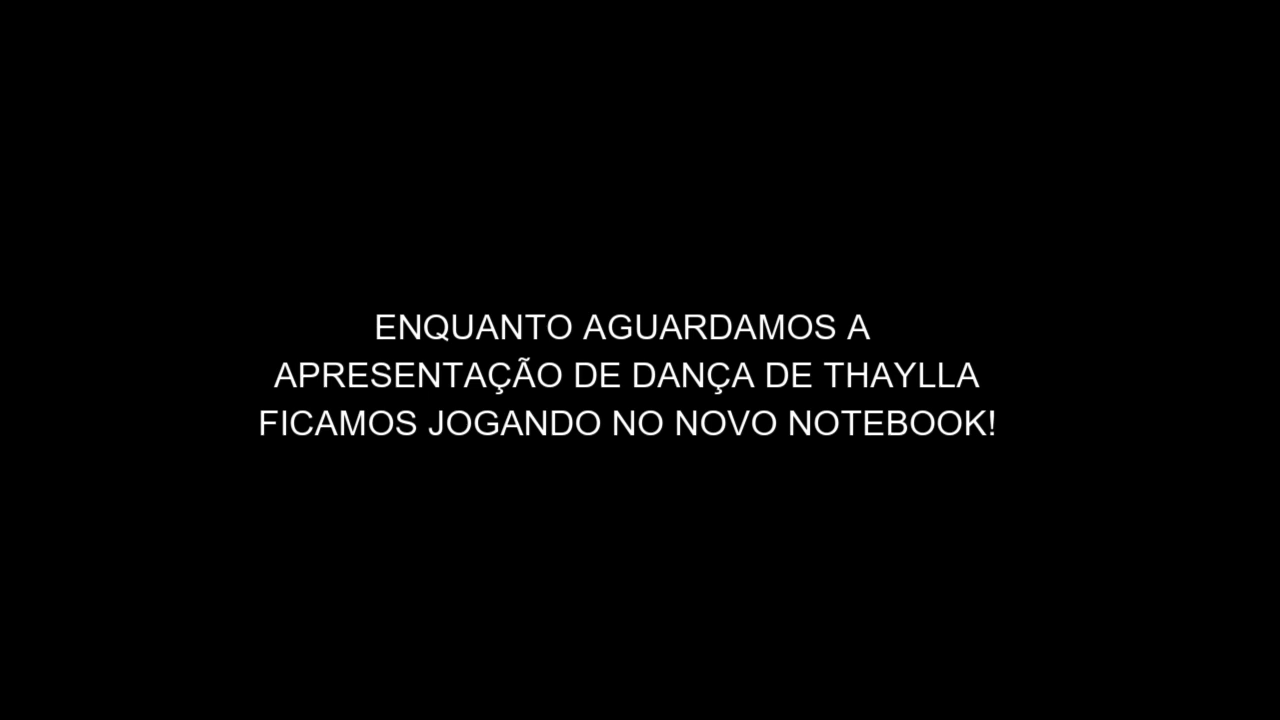 ENQUANTO AGUARDAMOS A
APRESENTAÇÃO DE DANÇA DE THAYLLA
FICAMOS JOGANDO NO NOVO NOTEBOOK!